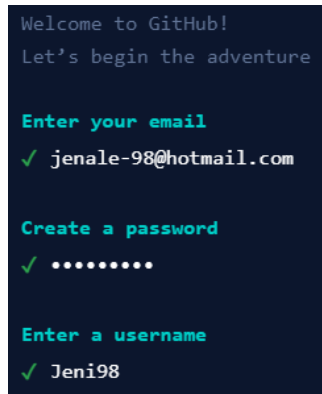 Welcome to GitHub!
Let’s begin the adventure
Enter your email
✓ jenale-98@hotmail.com
Create a password
✓ •••••••••
Enter a username
✓ Jeni98